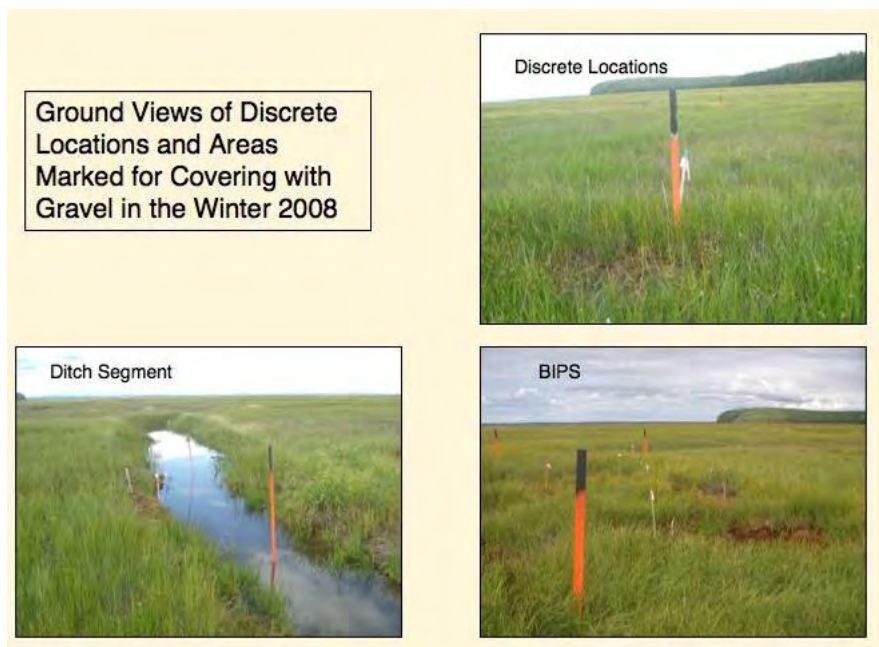 Ground Views of Discrete
Locations and Areas
Marked for Covering with
Gravel in the Winter 2008
Discrete Locations
Ditch Segment
BIPS